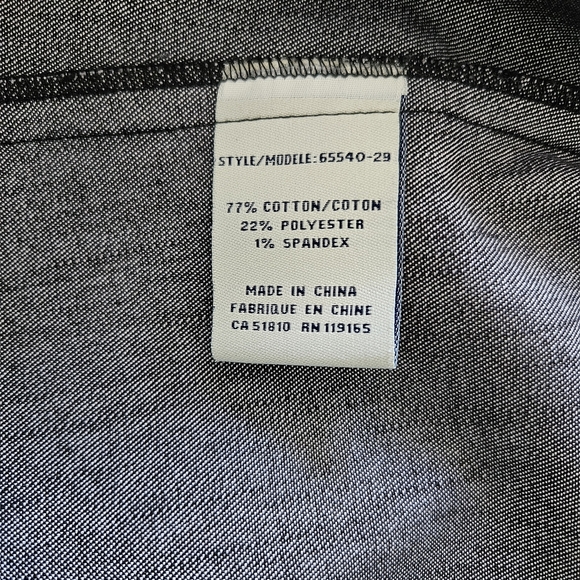 STYLE/MODELE:65540-29
77% COTTON/COTON
22% POLYESTER
1% SPANDEX
MADE IN CHINA
FABRIQUE EN CHINE
CA 51810 RN 119165